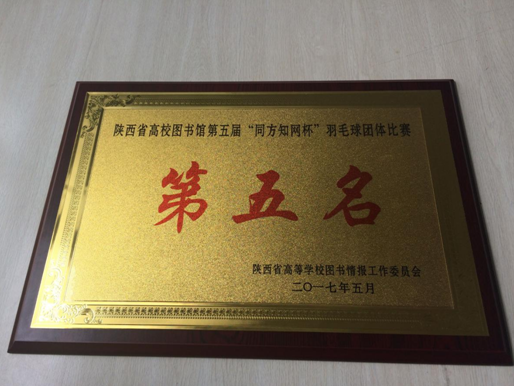 陕西省高校图书馆第五届“同方知网杯”羽毛球团体比赛
第五名
陕西省高等学校图书情报工作委员会
二〇一七年五月